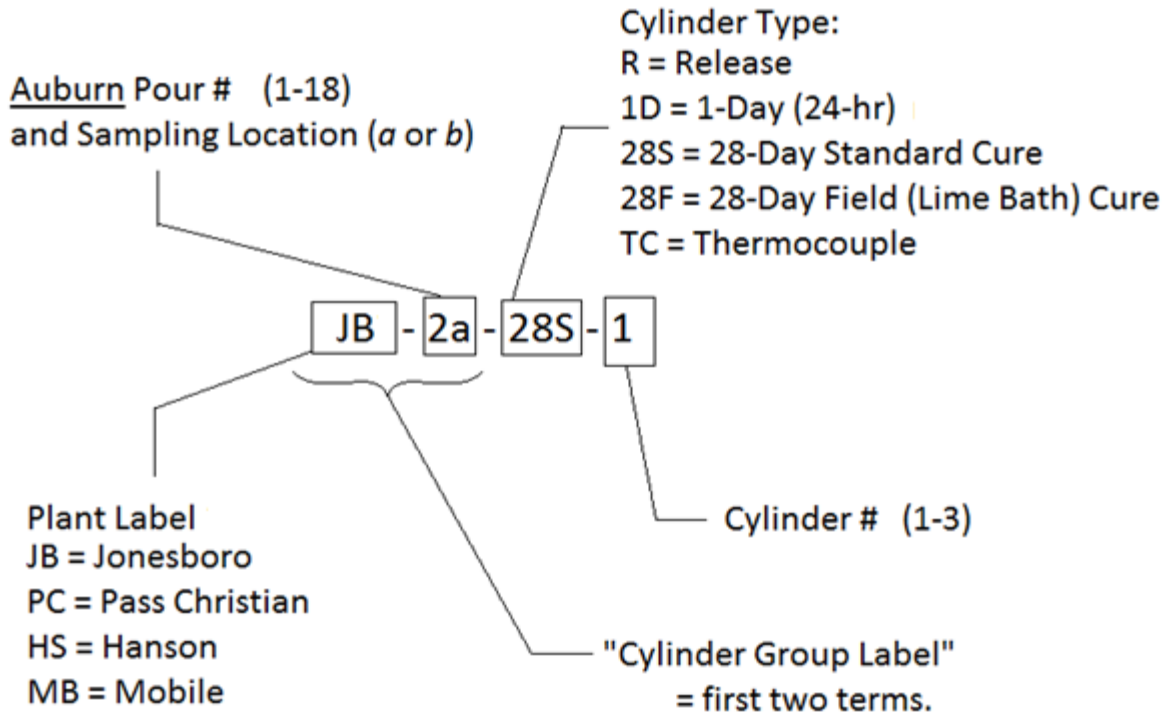 Auburn Pour # (1-18)
and Sampling Location (a or b)
Cylinder Type:
R = Release
1D = 1-Day (24-hr)
28S = 28-Day Standard Cure
28F = 28-Day Field (Lime Bath) Cure
TC = Thermocouple
JB - 2a - 28S - 1
Plant Label
JB = Jonesboro
PC = Pass Christian
HS = Hanson
MB = Mobile
Cylinder # (1-3)
"Cylinder Group Label"
= first two terms.